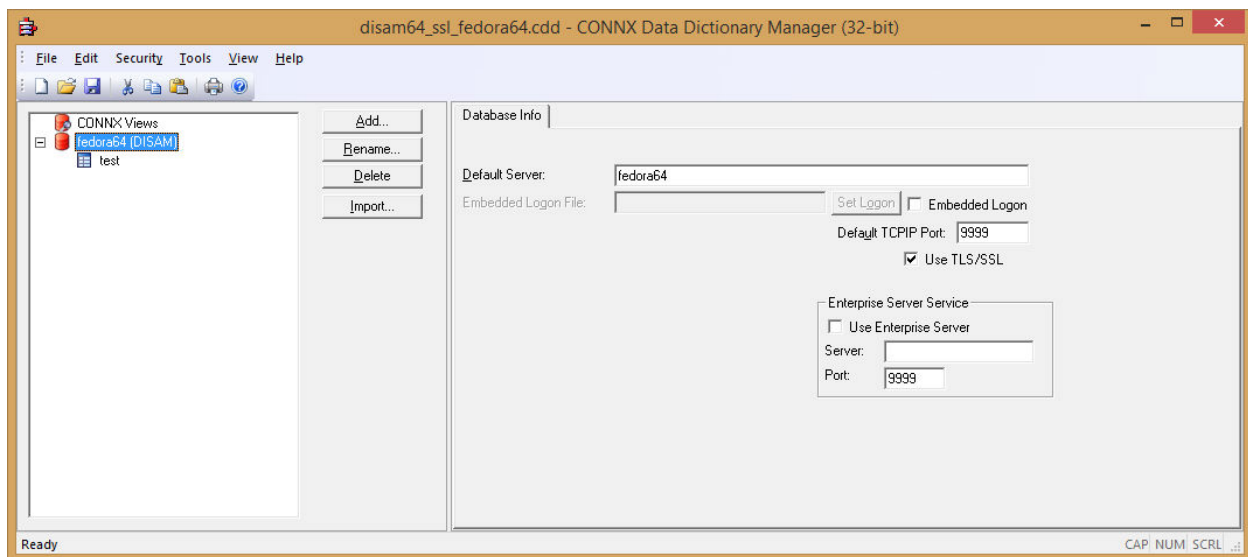 disam64_ssl_fedora64.cdd - CONNX Data Dictionary Manager (32-bit)
File Edit Security Tools View Help
CONNX Views
fedora64 (DISAM)
test
Add...
Rename...
Delete
Import...
Database Info
Default Server: fedora64
Embedded Logon File: Set Logon Embedded Logon
Default TCPIP Port: 9999
Use TLS/SSL
Enterprise Server Service
Use Enterprise Server
Server:
Port: 9999
Ready CAP NUM SCRL